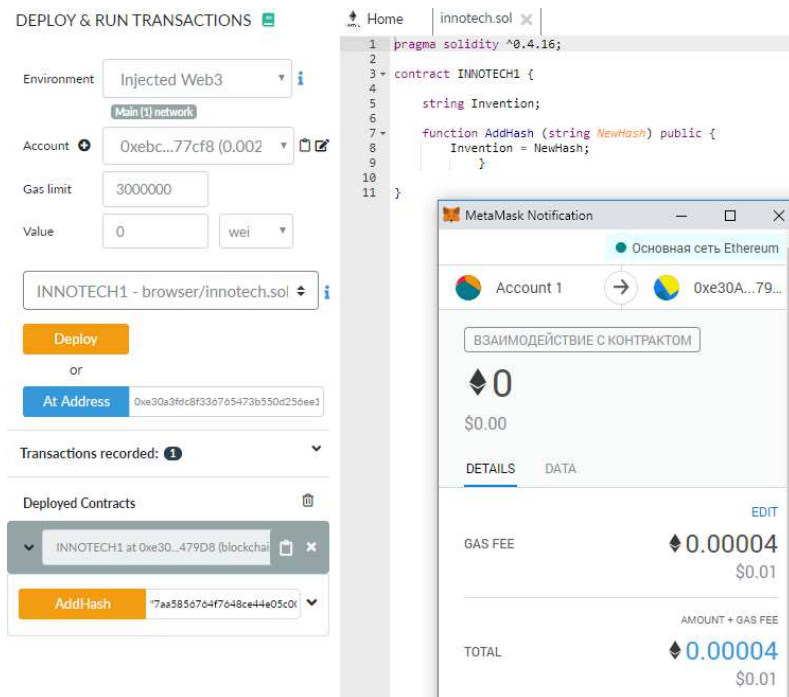 DEPLOY & RUN TRANSACTIONS
Environment
Injected Web3
Main (1) network
Account
0xebc...77cf8 (0.002
Gas limit
3000000
Value
0
wei
INNOTECH1 - browser/innotech.sol
Deploy
or
At Address
0xe30a3fdc8f336765473b550d256ee1
Transactions recorded: 1
Deployed Contracts
INNOTECH1 at 0xe30...479D8 (blockchai
AddHash
"7aa5856764f7648ce44e05c0
Home
innotech.sol
1 pragma solidity ^0.4.16;
2
3 contract INNOTECH1 {
4
5 string Invention;
6
7 function AddHash (string NewHash) public {
8 Invention = NewHash;
9 }
10
11 }
MetaMask Notification
Основная сеть Ethereum
Account 1
0xe30A...79...
ВЗАИМОДЕЙСТВИЕ С КОНТРАКТОМ
0
$0.00
DETAILS
DATA
EDIT
GAS FEE
0.00004
$0.01
AMOUNT + GAS FEE
TOTAL
0.00004
$0.01